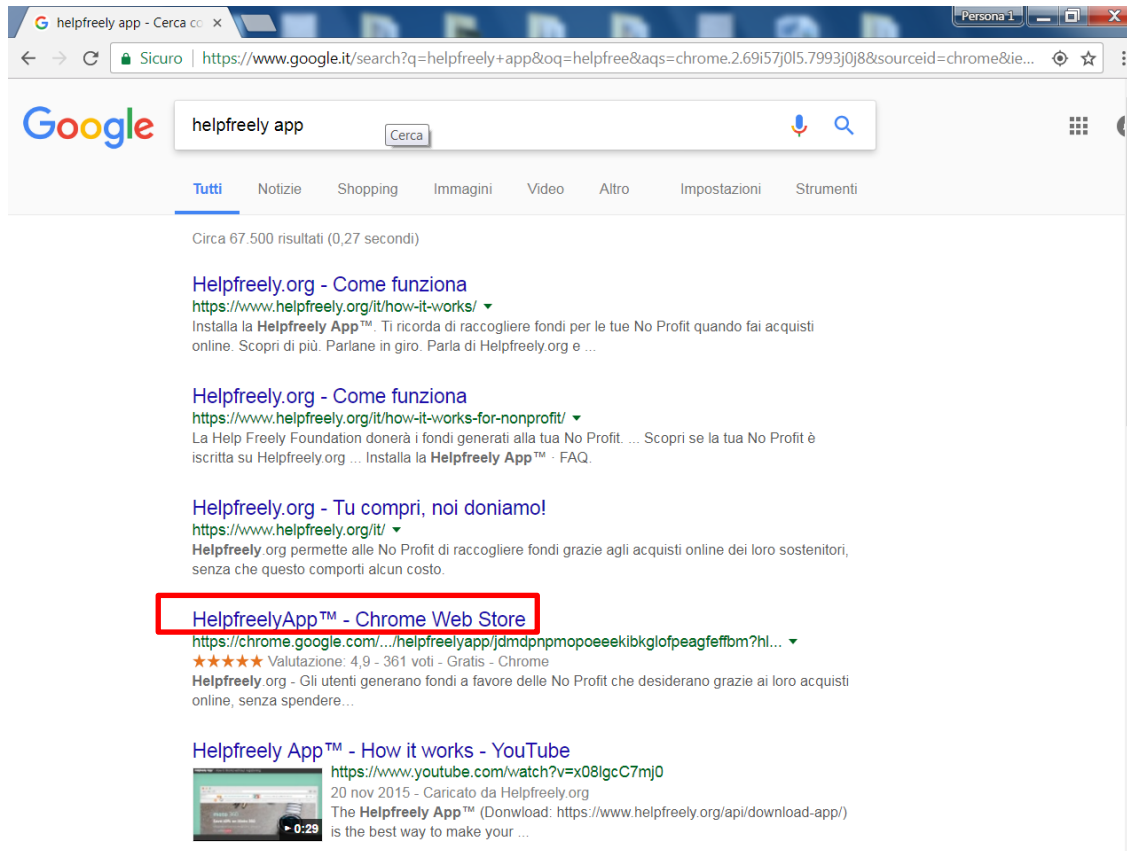 helpfreely app - Cerca co
Persona 1
Sicuro | https://www.google.it/search?q=helpfreely+app&oq=helpfree&aqs=chrome.2.69i57j0l5.7993j0j8&sourceid=chrome&ie...
Google
helpfreely app
Cerca
Tutti Notizie Shopping Immagini Video Altro Impostazioni Strumenti
Circa 67.500 risultati (0,27 secondi)
Helpfreely.org - Come funziona
https://www.helpfreely.org/it/how-it-works/
Installa la Helpfreely App™. Ti ricorda di raccogliere fondi per le tue No Profit quando fai acquisti
online. Scopri di più. Parlane in giro. Parla di Helpfreely.org e ...
Helpfreely.org - Come funziona
https://www.helpfreely.org/it/how-it-works-for-nonprofit/
La Help Freely Foundation donerà i fondi generati alla tua No Profit. ... Scopri se la tua No Profit è
iscritta su Helpfreely.org ... Installa la Helpfreely App™ · FAQ.
Helpfreely.org - Tu compri, noi doniamo!
https://www.helpfreely.org/it/
Helpfreely.org permette alle No Profit di raccogliere fondi grazie agli acquisti online dei loro sostenitori,
senza che questo comporti alcun costo.
HelpfreelyApp™ - Chrome Web Store
https://chrome.google.com/.../helpfreelyapp/jdmdpnpmopoeeekibkglofpeagfeffbm?hl...
★★★★★ Valutazione: 4,9 - 361 voti - Gratis - Chrome
Helpfreely.org - Gli utenti generano fondi a favore delle No Profit che desiderano grazie ai loro acquisti
online, senza spendere…
Helpfreely App™ - How it works - YouTube
https://www.youtube.com/watch?v=x08lgcC7mj0
20 nov 2015 - Caricato da Helpfreely.org
The Helpfreely App™ (Donwload: https://www.helpfreely.org/api/download-app/)
is the best way to make your ...
0:29